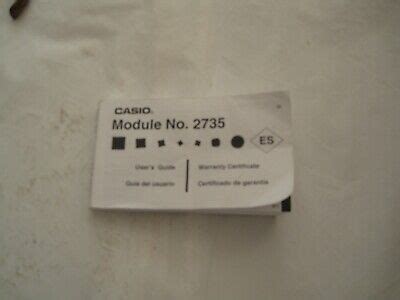 CASIO.
Module No. 2735
ES
User's Guide Warranty Certificate
Guía del usuario Certificado de garantía